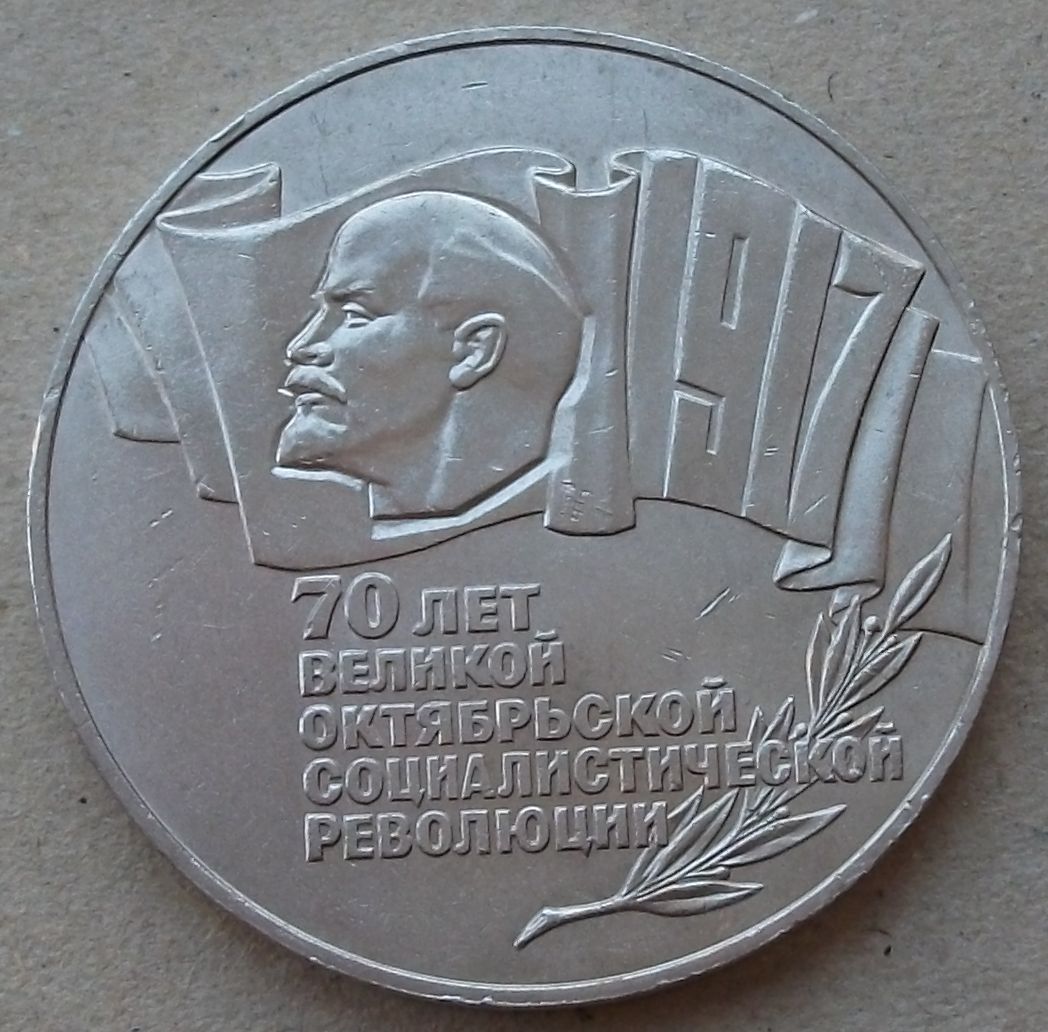 1917
70 ЛЕТ
ВЕЛИКОЙ
ОКТЯБРЬСКОЙ
СОЦИАЛИСТИЧЕСКОЙ
РЕВОЛЮЦИИ